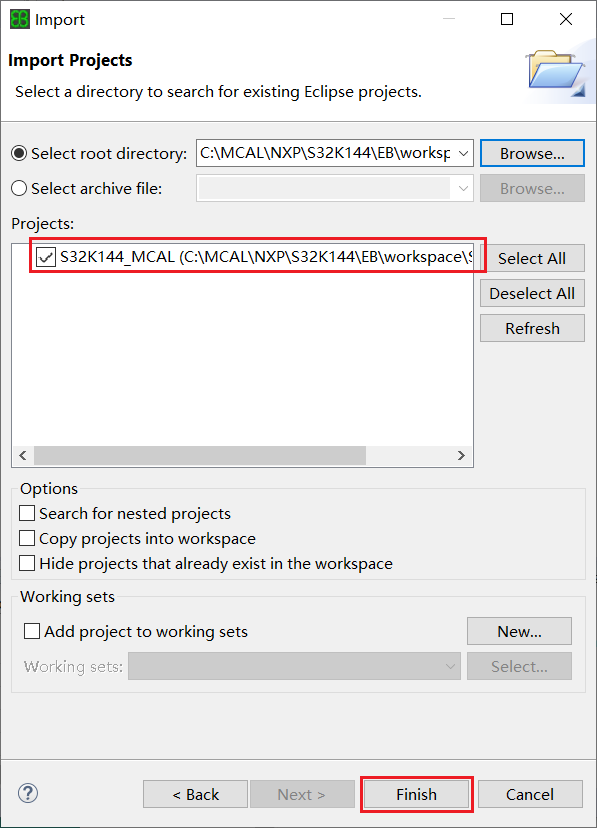 Import
Import Projects
Select a directory to search for existing Eclipse projects.
Select root directory: C:\MCAL\NXP\S32K144\EB\worksp Browse...
Select archive file: Browse...
Projects:
S32K144_MCAL (C:\MCAL\NXP\S32K144\EB\workspace\S
Select All
Deselect All
Refresh
Options
Search for nested projects
Copy projects into workspace
Hide projects that already exist in the workspace
Working sets
Add project to working sets New...
Working sets: Select...
? < Back Next > Finish Cancel